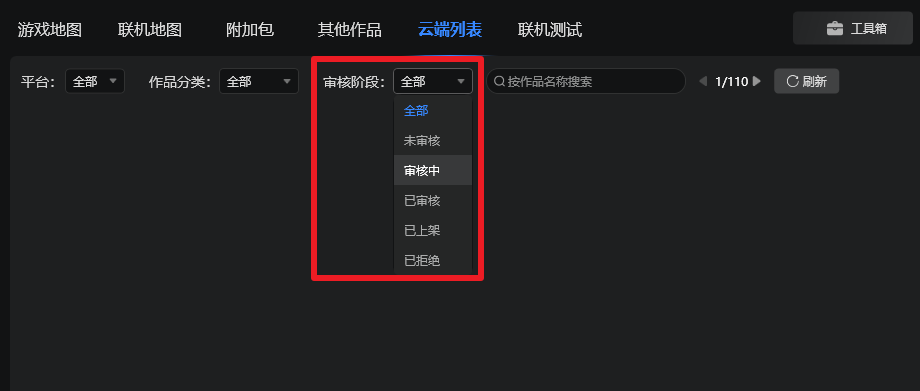 游戏地图 联机地图 附加包 其他作品 云端列表 联机测试 工具箱
平台： 全部 作品分类： 全部 审核阶段： 全部 按作品名称搜索 1/110 刷新
全部
未审核
审核中
已审核
已上架
已拒绝